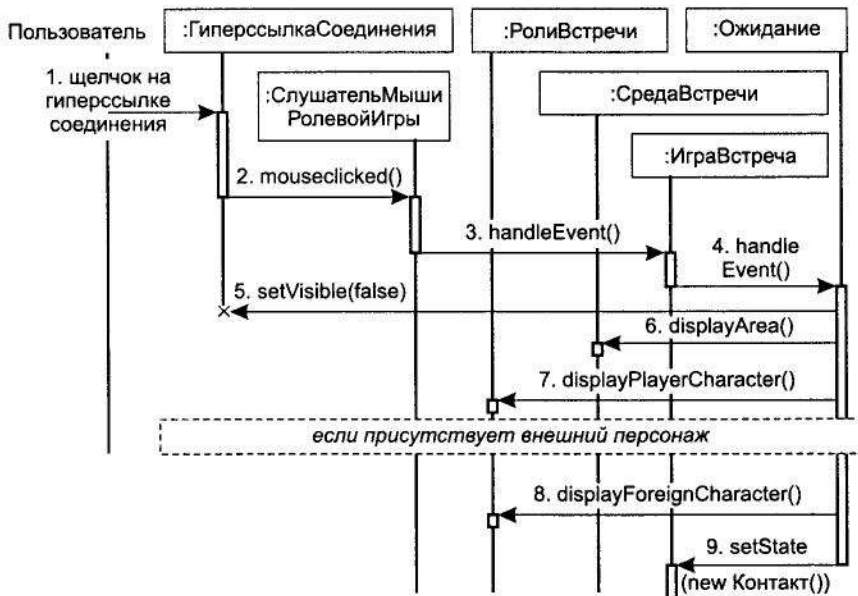 Пользователь
:ГиперссылкаСоединения
:РолиВстречи
:Ожидание
1. щелчок на
гиперссылке
соединения
:СлушательМыши
РолевойИгры
:СредаВстречи
:ИграВстреча
2. mouseclicked()
3. handleEvent()
4. handle
Event()
5. setVisible(false)
6. displayArea()
7. displayPlayerCharacter()
если присутствует внешний персонаж
8. displayForeignCharacter()
9. setState
(new Контакт())